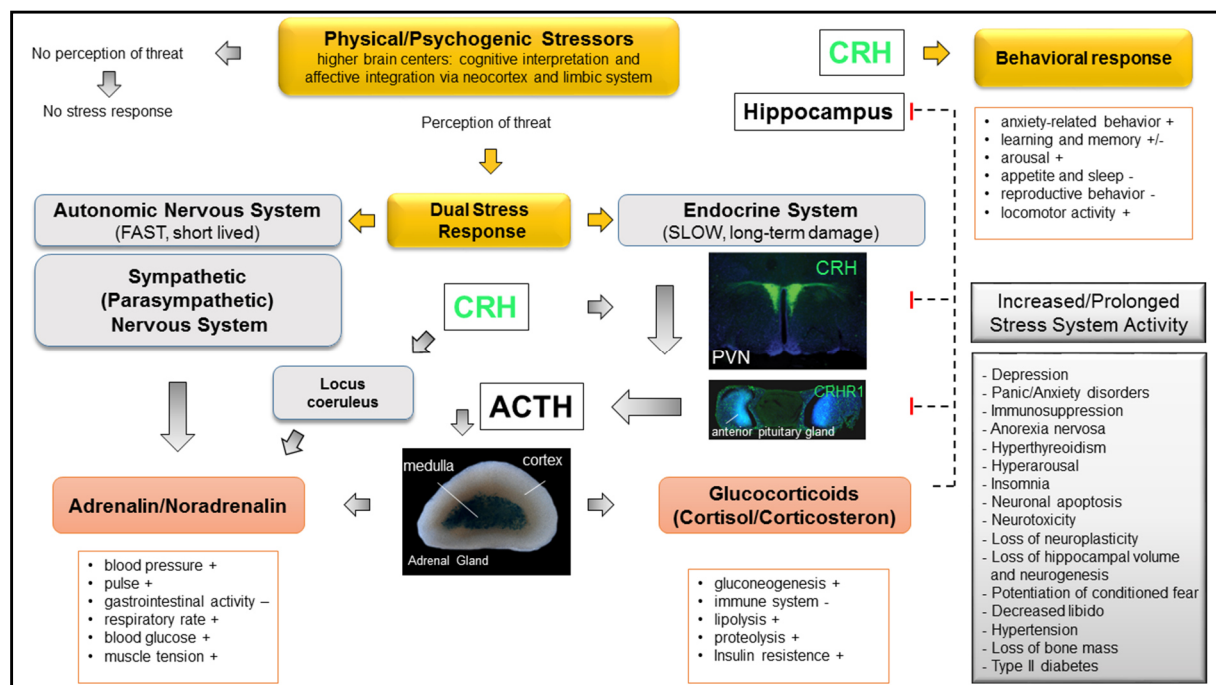 Physical/Psychogenic Stressors
higher brain centers: cognitive interpretation and
affective integration via neocortex and limbic system
No perception of threat
No stress response
Perception of threat
CRH
Behavioral response
Hippocampus
• anxiety-related behavior +
• learning and memory +/-
• arousal +
• appetite and sleep -
• reproductive behavior -
• locomotor activity +
Autonomic Nervous System
(FAST, short lived)
Dual Stress
Response
Endocrine System
(SLOW, long-term damage)
Sympathetic
(Parasympathetic)
Nervous System
CRH
CRH
PVN
Increased/Prolonged
Stress System Activity
Locus
coeruleus
ACTH
CRHR1
anterior pituitary gland
- Depression
- Panic/Anxiety disorders
- Immunosuppression
- Anorexia nervosa
- Hyperthyreoidism
- Hyperarousal
- Insomnia
- Neuronal apoptosis
- Neurotoxicity
- Loss of neuroplasticity
- Loss of hippocampal volume
and neurogenesis
- Potentiation of conditioned fear
- Decreased libido
- Hypertension
- Loss of bone mass
- Type II diabetes
medulla
cortex
Adrenal Gland
Adrenalin/Noradrenalin
Glucocorticoids
(Cortisol/Corticosteron)
• blood pressure +
• pulse +
• gastrointestinal activity –
• respiratory rate +
• blood glucose +
• muscle tension +
• gluconeogenesis +
• immune system -
• lipolysis +
• proteolysis +
• Insulin resistence +